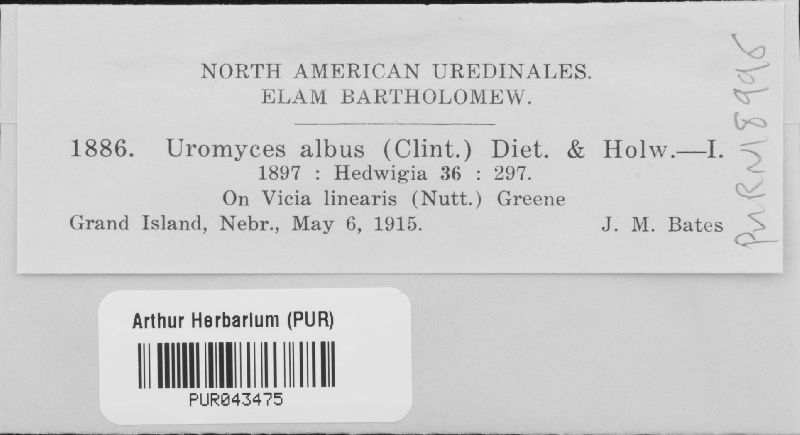 NORTH AMERICAN UREDINALES.
ELAM BARTHOLOMEW.
1886. Uromyces albus (Clint.) Diet. & Holw.—I.
1897 : Hedwigia 36 : 297.
On Vicia linearis (Nutt.) Greene
Grand Island, Nebr., May 6, 1915. J. M. Bates
PURN18995
Arthur Herbarium (PUR)
PUR043475